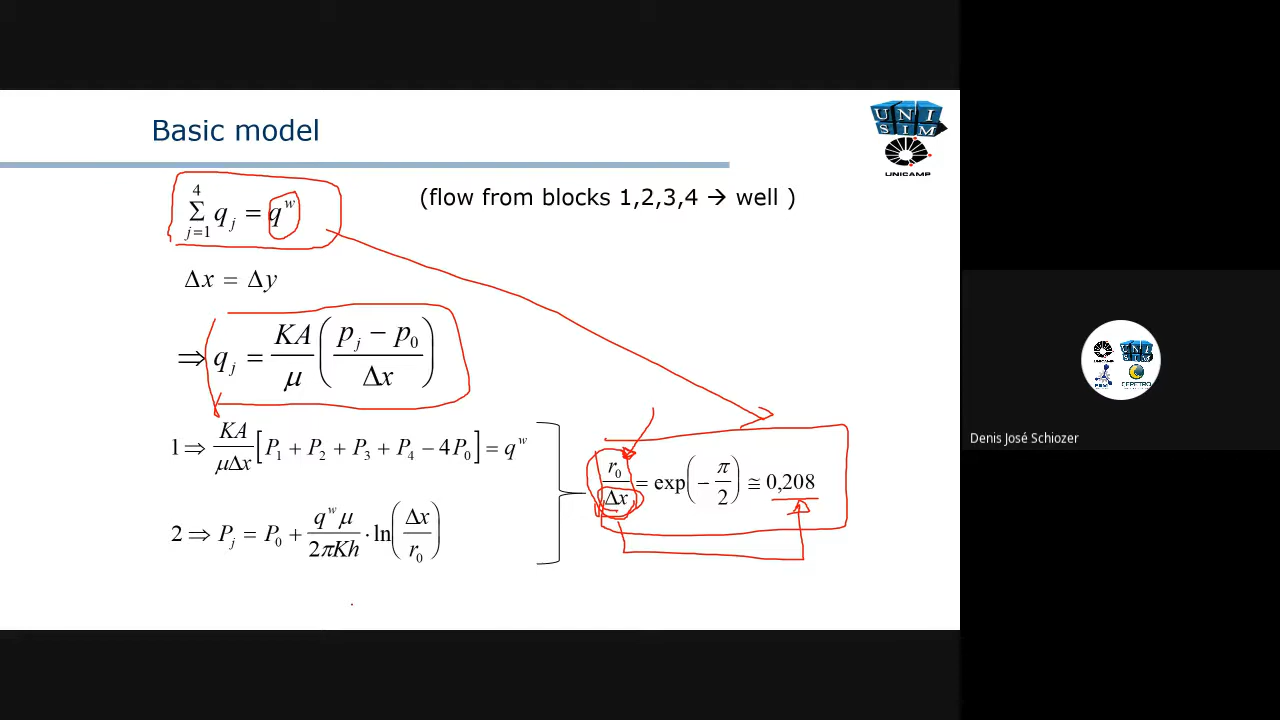 Basic model
UNI
SIM
UNICAMP
(flow from blocks 1,2,3,4 → well )
4
Σ q_j = q^w
j=1
Δx = Δy
⇒ q_j = KA/μ ( (p_j − p_0)/Δx )
1⇒ KA/(μΔx) [P_1 + P_2 + P_3 + P_4 − 4P_0] = q^w
2 ⇒ P_j = P_0 + (q^w μ)/(2πKh) · ln(Δx/r_0)
r_0/Δx = exp(−π/2) ≅ 0,208
Denis José Schiozer